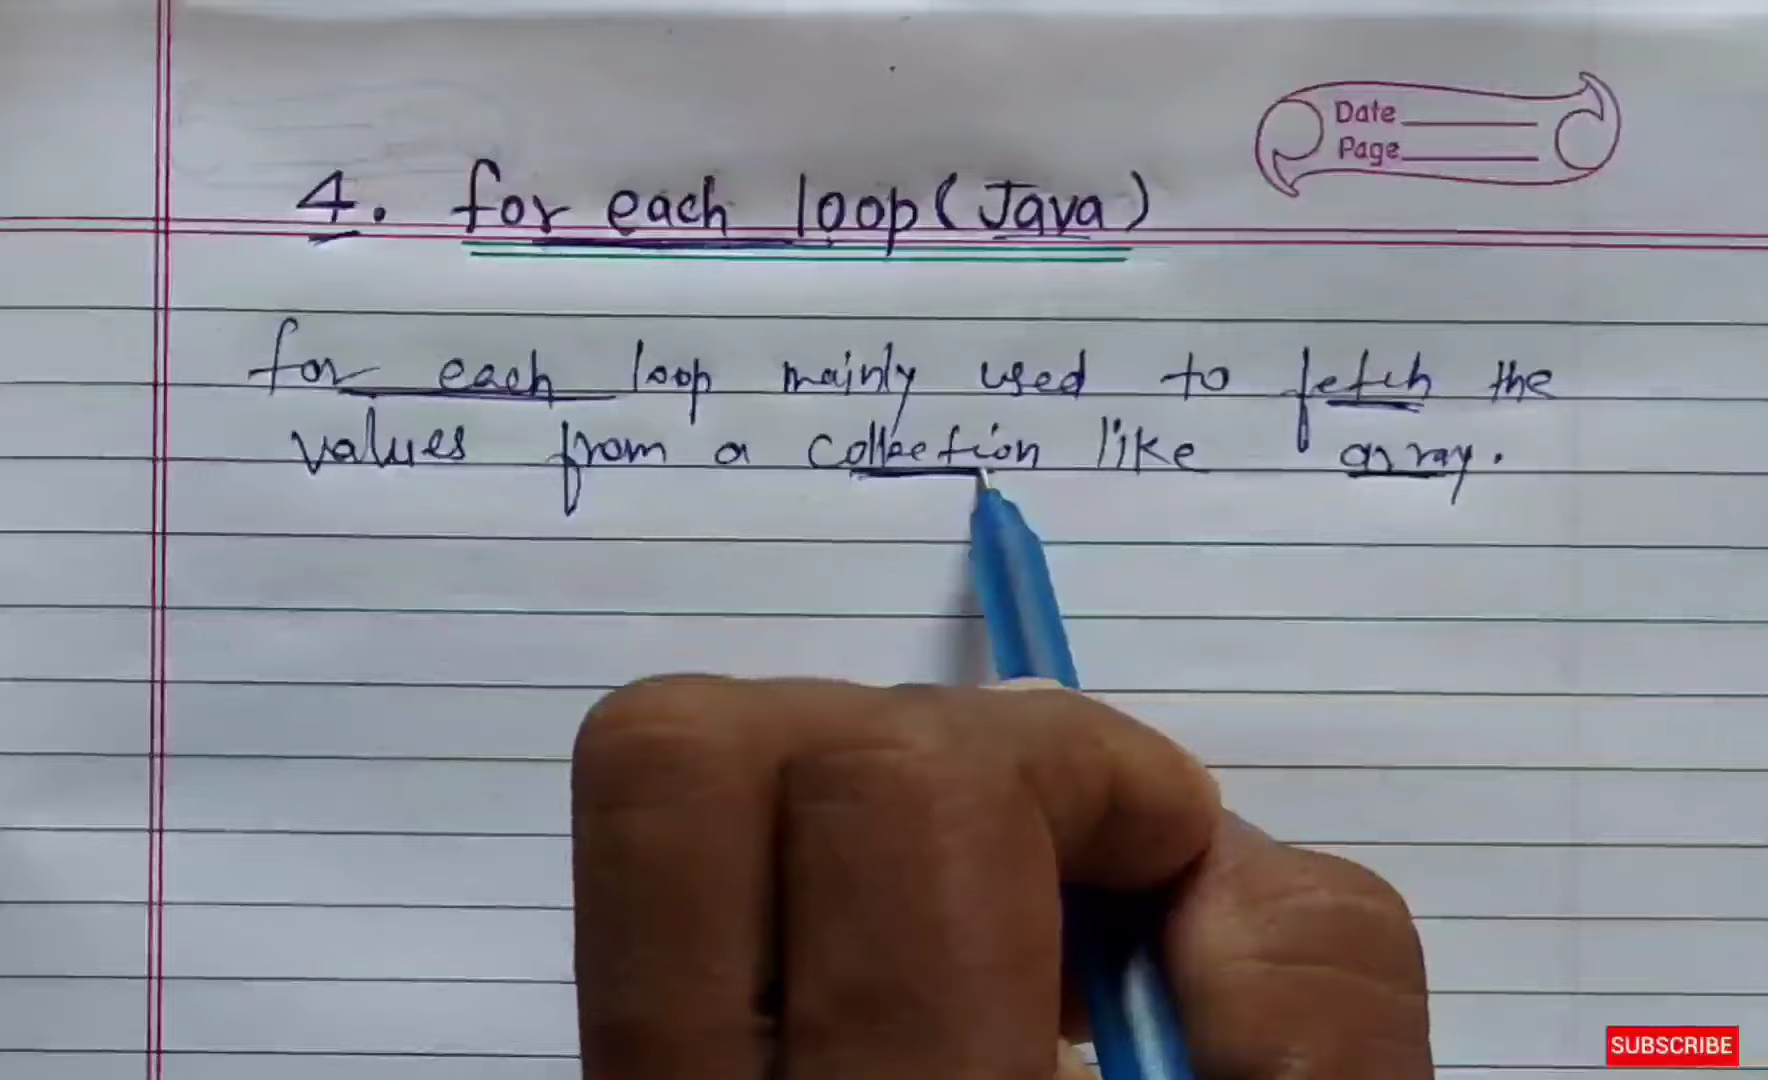 Date
Page
4. for each loop (Java)
for each loop mainly used to fetch the
values from a collection like array.
SUBSCRIBE